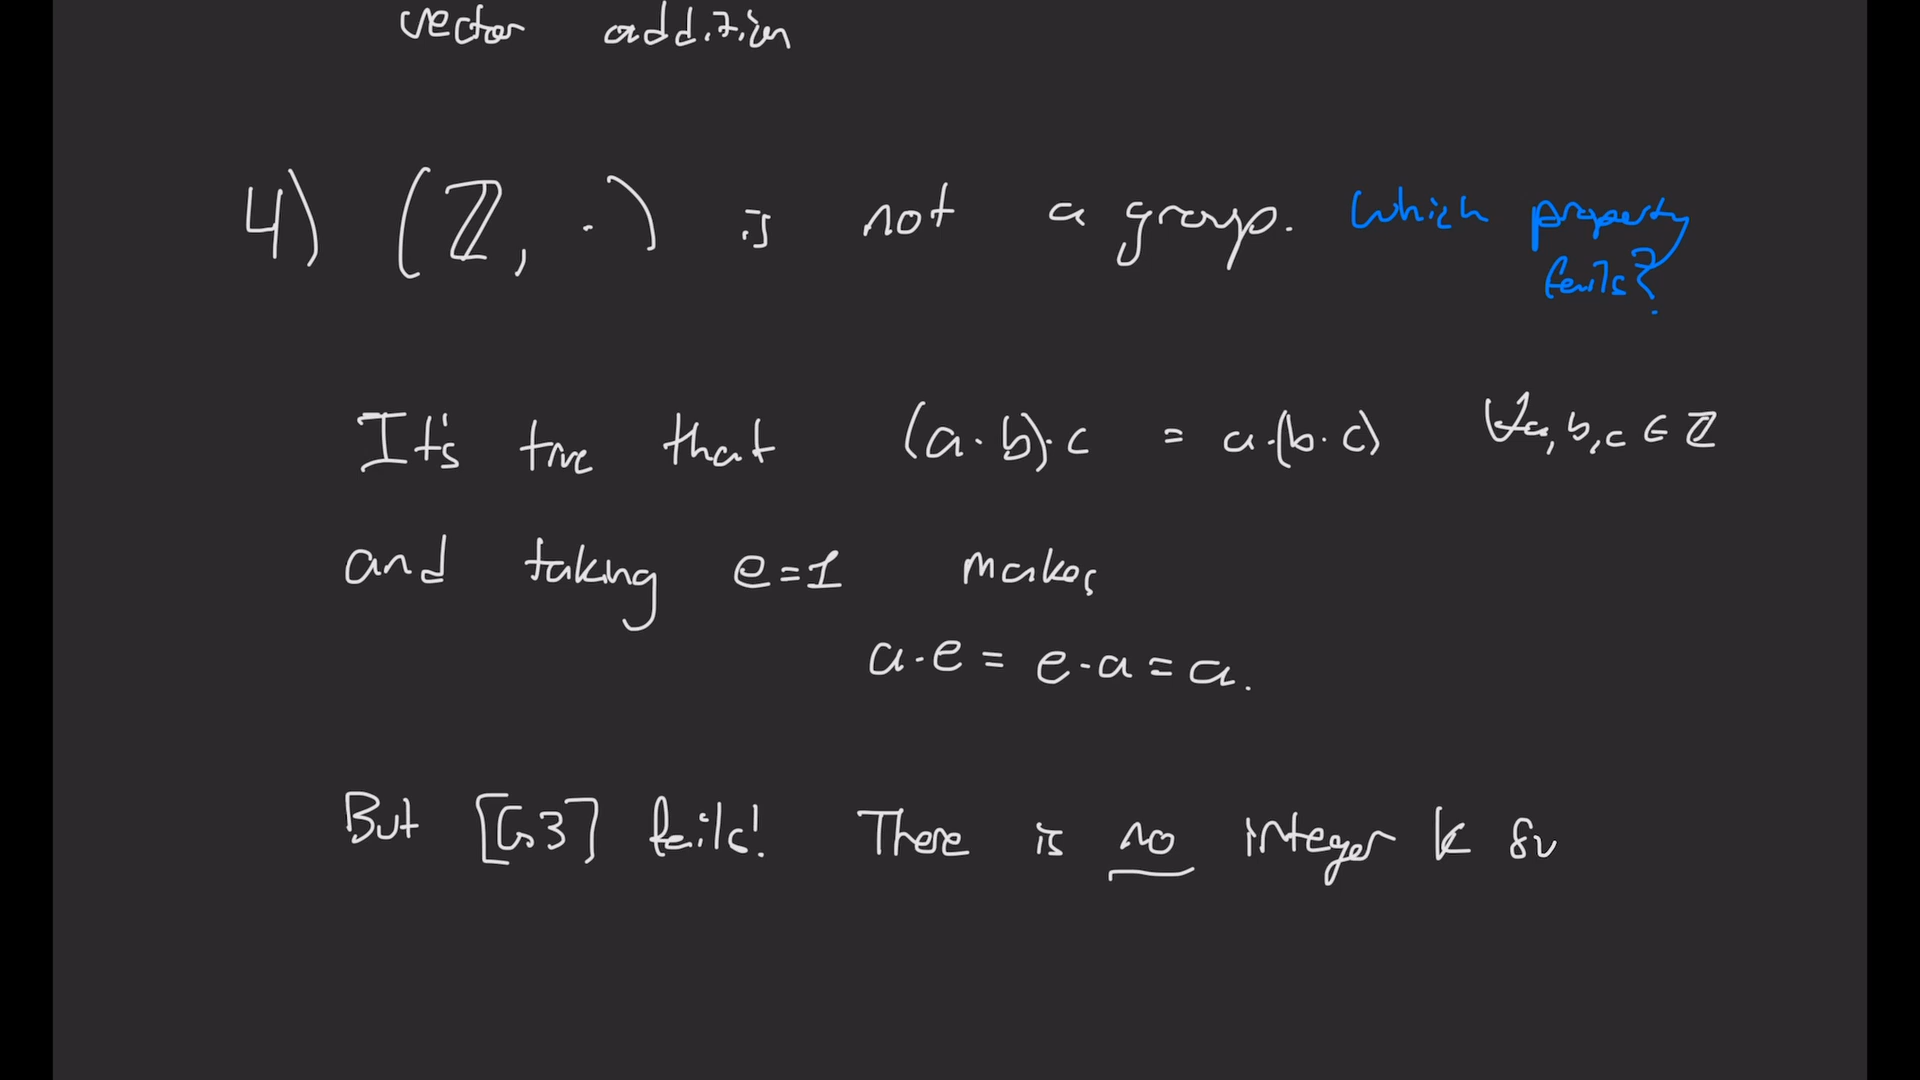 vector addition
4) (ℤ, ·) is not a group. Which property
fails?
It's true that (a·b)·c = a·(b·c) ∀a,b,c ∈ ℤ
and taking e=1 makes
a·e = e·a = a.
But [G3] fails! There is no integer k so